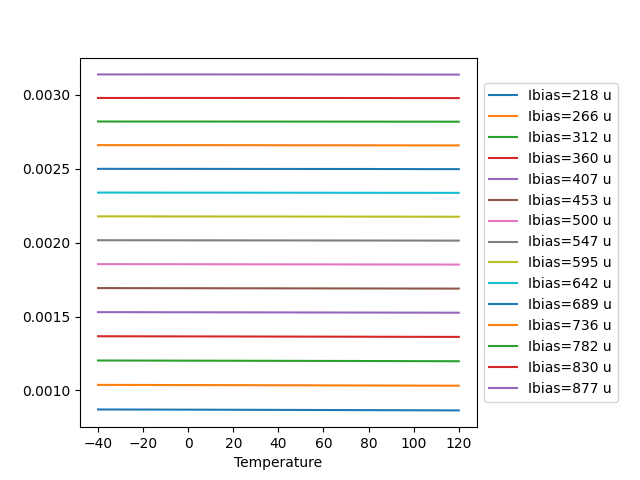 0.0030
0.0025
0.0020
0.0015
0.0010
−40
−20
0
20
40
60
80
100
120
Temperature
Ibias=218 u
Ibias=266 u
Ibias=312 u
Ibias=360 u
Ibias=407 u
Ibias=453 u
Ibias=500 u
Ibias=547 u
Ibias=595 u
Ibias=642 u
Ibias=689 u
Ibias=736 u
Ibias=782 u
Ibias=830 u
Ibias=877 u